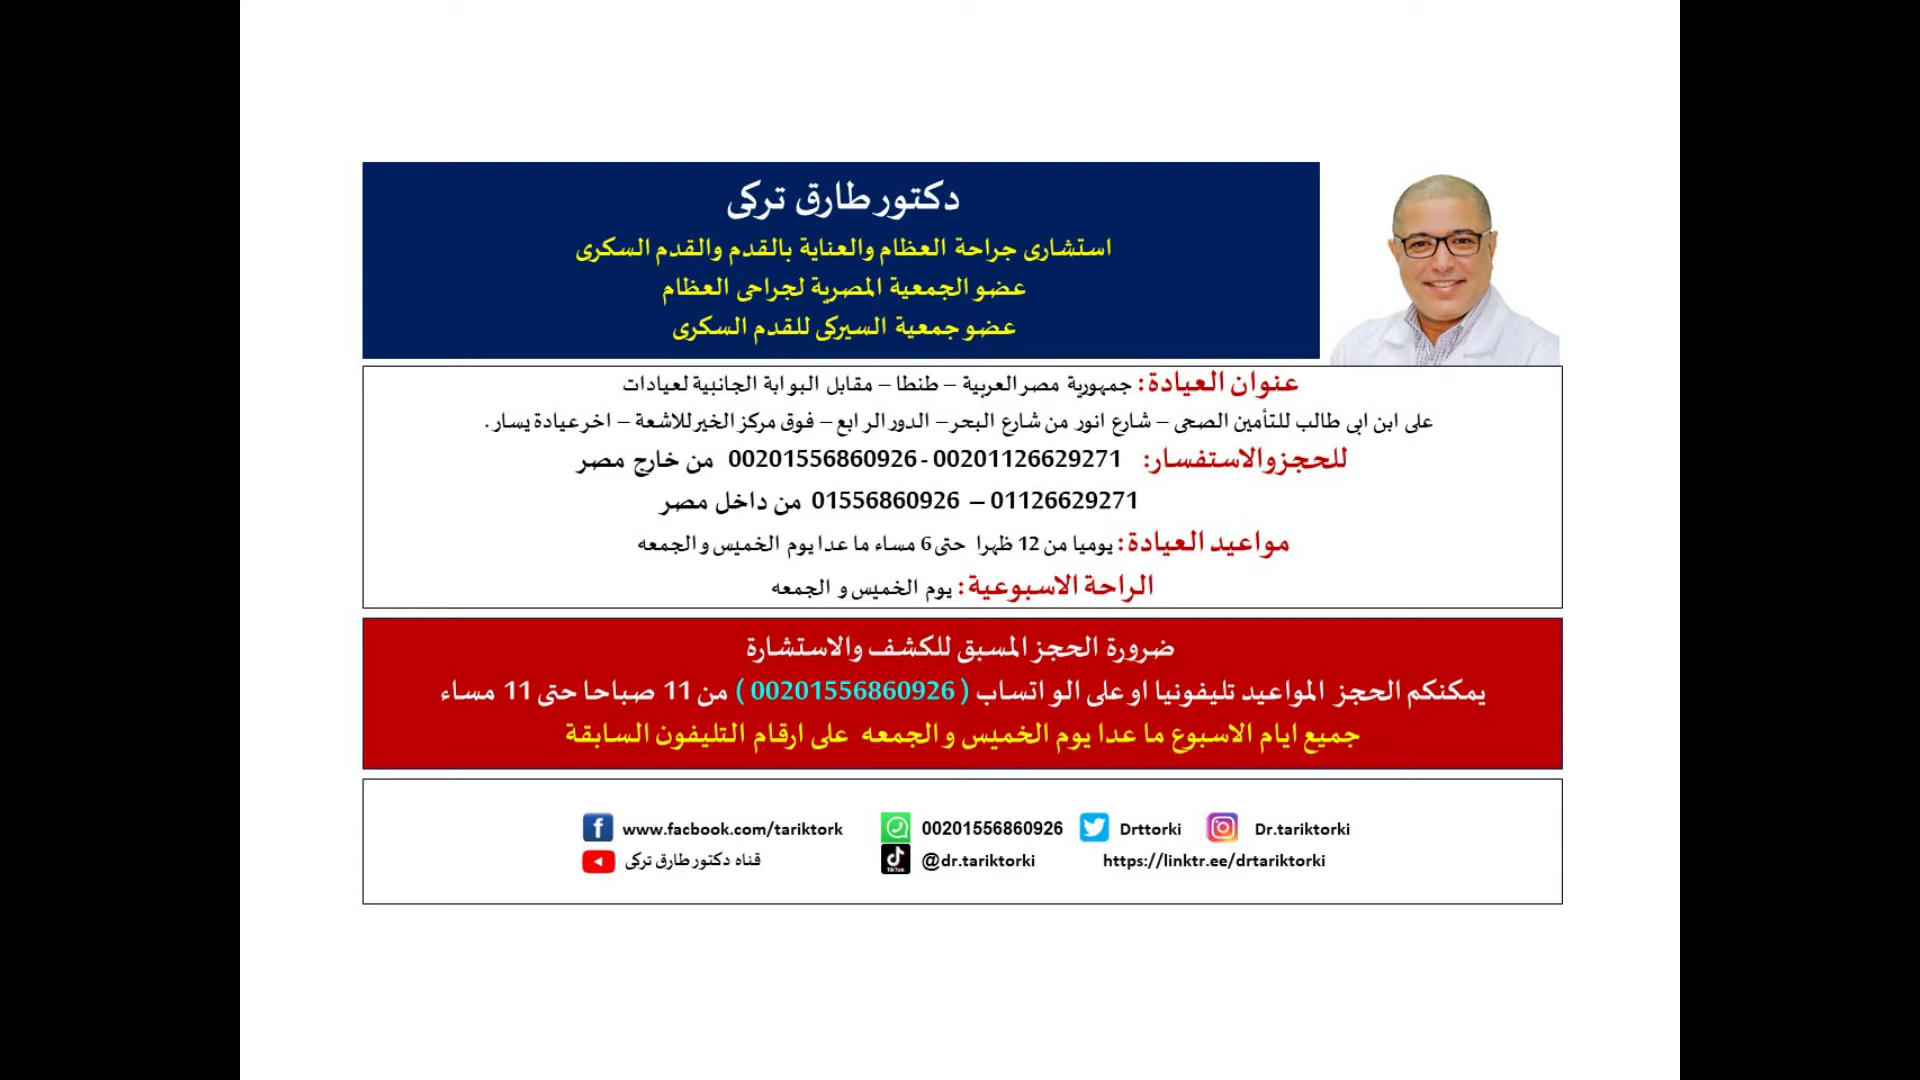 دكتور طارق تركى
استشارى جراحة العظام والعناية بالقدم والقدم السكرى
عضو الجمعية المصرية لجراحى العظام
عضو جمعية السيركى للقدم السكرى
عنوان العيادة: جمهورية مصر العربية – طنطا – مقابل البوابة الجانبية لعيادات
على ابن ابى طالب للتأمين الصحى – شارع انور من شارع البحر – الدور الرابع – فوق مركز الخير للاشعة – اخر عيادة يسار.
للحجز والاستفسار: 00201126629271 - 00201556860926 من خارج مصر
01126629271 – 01556860926 من داخل مصر
مواعيد العيادة: يوميا من 12 ظهرا حتى 6 مساء ما عدا يوم الخميس والجمعه
الراحة الاسبوعية: يوم الخميس و الجمعه
ضرورة الحجز المسبق للكشف والاستشارة
يمكنكم الحجز المواعيد تليفونيا او على الواتساب ( 00201556860926 ) من 11 صباحا حتى 11 مساء
جميع ايام الاسبوع ما عدا يوم الخميس والجمعه على ارقام التليفون السابقة
www.facbook.com/tariktork 00201556860926 Drttorki Dr.tariktorki
قناه دكتور طارق تركى TikTok @dr.tariktorki https://linktr.ee/drtariktorki